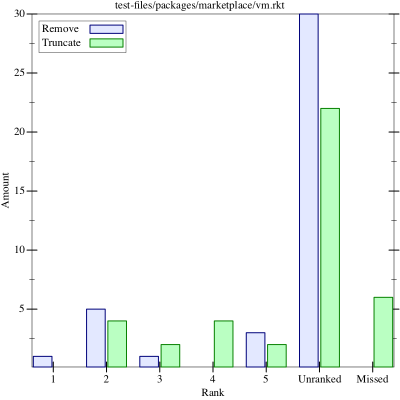 test-files/packages/marketplace/vm.rkt
Remove
Truncate
30
25
20
15
10
5
Amount
1 2 3 4 5 Unranked Missed
Rank